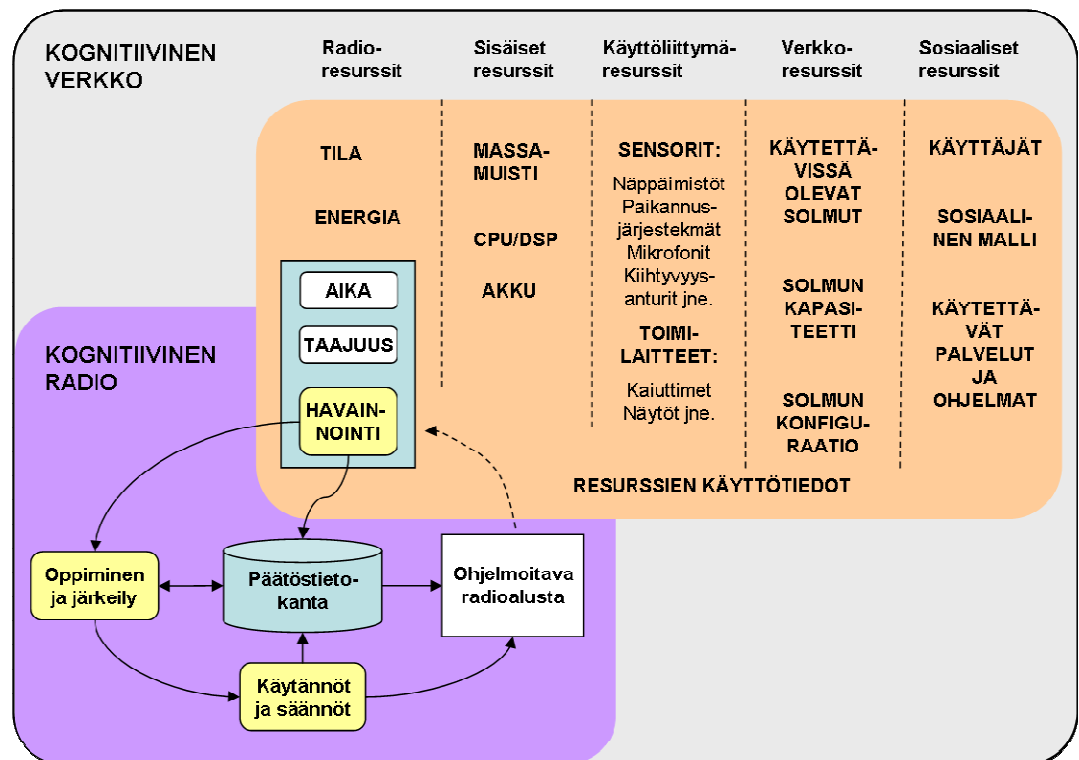 KOGNITIIVINEN
VERKKO
Radio-
resurssit
Sisäiset
resurssit
Käyttöliittymä-
resurssit
Verkko-
resurssit
Sosiaaliset
resurssit
TILA
ENERGIA
AIKA
TAAJUUS
HAVAIN-
NOINTI
MASSA-
MUISTI
CPU/DSP
AKKU
SENSORIT:
Näppäimistöt
Paikannus-
järjestekmät
Mikrofonit
Kiihtyvyys-
anturit jne.
TOIMI-
LAITTEET:
Kaiuttimet
Näytöt jne.
KÄYTETTÄ-
VISSÄ
OLEVAT
SOLMUT
SOLMUN
KAPASI-
TEETTI
SOLMUN
KONFIGU-
RAATIO
KÄYTTÄJÄT
SOSIAALI-
NEN MALLI
KÄYTETTÄ-
VÄT
PALVELUT
JA
OHJELMAT
RESURSSIEN KÄYTTÖTIEDOT
KOGNITIIVINEN
RADIO
Oppiminen
ja järkeily
Päätöstieto-
kanta
Ohjelmoitava
radioalusta
Käytännöt
ja säännöt